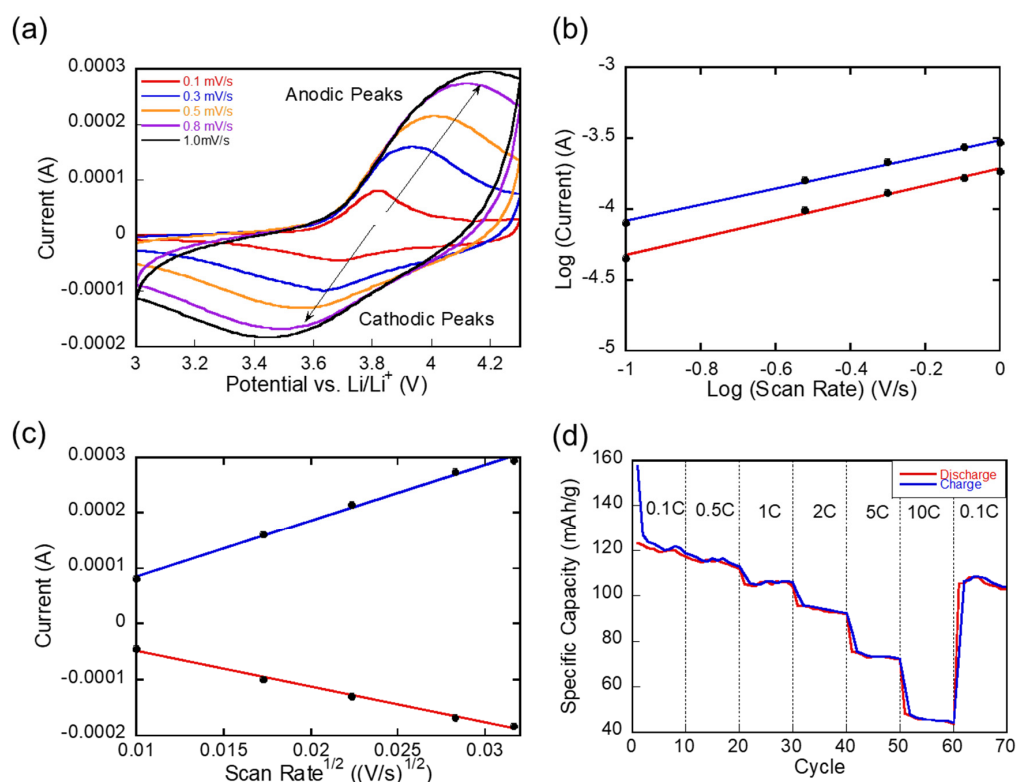 (a)
0.0003
0.0002
0.0001
0
-0.0001
-0.0002
Current (A)
0.1 mV/s
0.3 mV/s
0.5 mV/s
0.8 mV/s
1.0mV/s
Anodic Peaks
Cathodic Peaks
3 3.2 3.4 3.6 3.8 4 4.2
Potential vs. Li/Li⁺ (V)
(b)
-3
-3.5
-4
-4.5
-5
Log (Current) (A)
-1 -0.8 -0.6 -0.4 -0.2 0
Log (Scan Rate) (V/s)
(c)
0.0003
0.0002
0.0001
0
-0.0001
-0.0002
Current (A)
0.01 0.015 0.02 0.025 0.03
Scan Rate^1/2 ((V/s)^1/2)
(d)
160
140
120
100
80
60
40
Specific Capacity (mAh/g)
Discharge
Charge
0.1C 0.5C 1C 2C 5C 10C 0.1C
0 10 20 30 40 50 60 70
Cycle